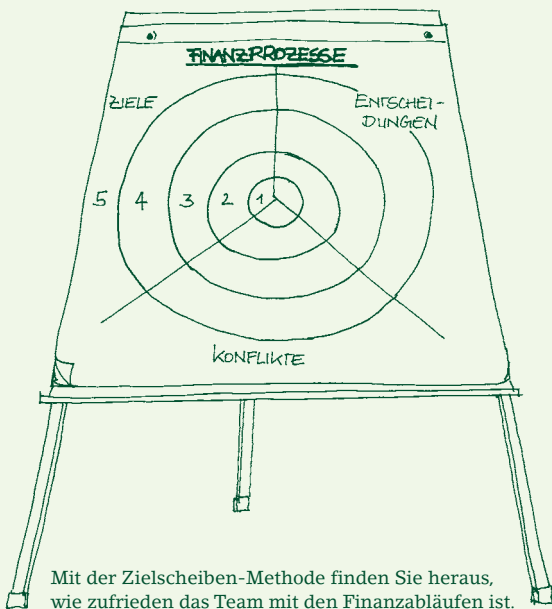 FINANZPROZESSE
ZIELE
ENTSCHEI-
DUNGEN
5 4 3 2 1
KONFLIKTE
Mit der Zielscheiben-Methode finden Sie heraus,
wie zufrieden das Team mit den Finanzabläufen ist.